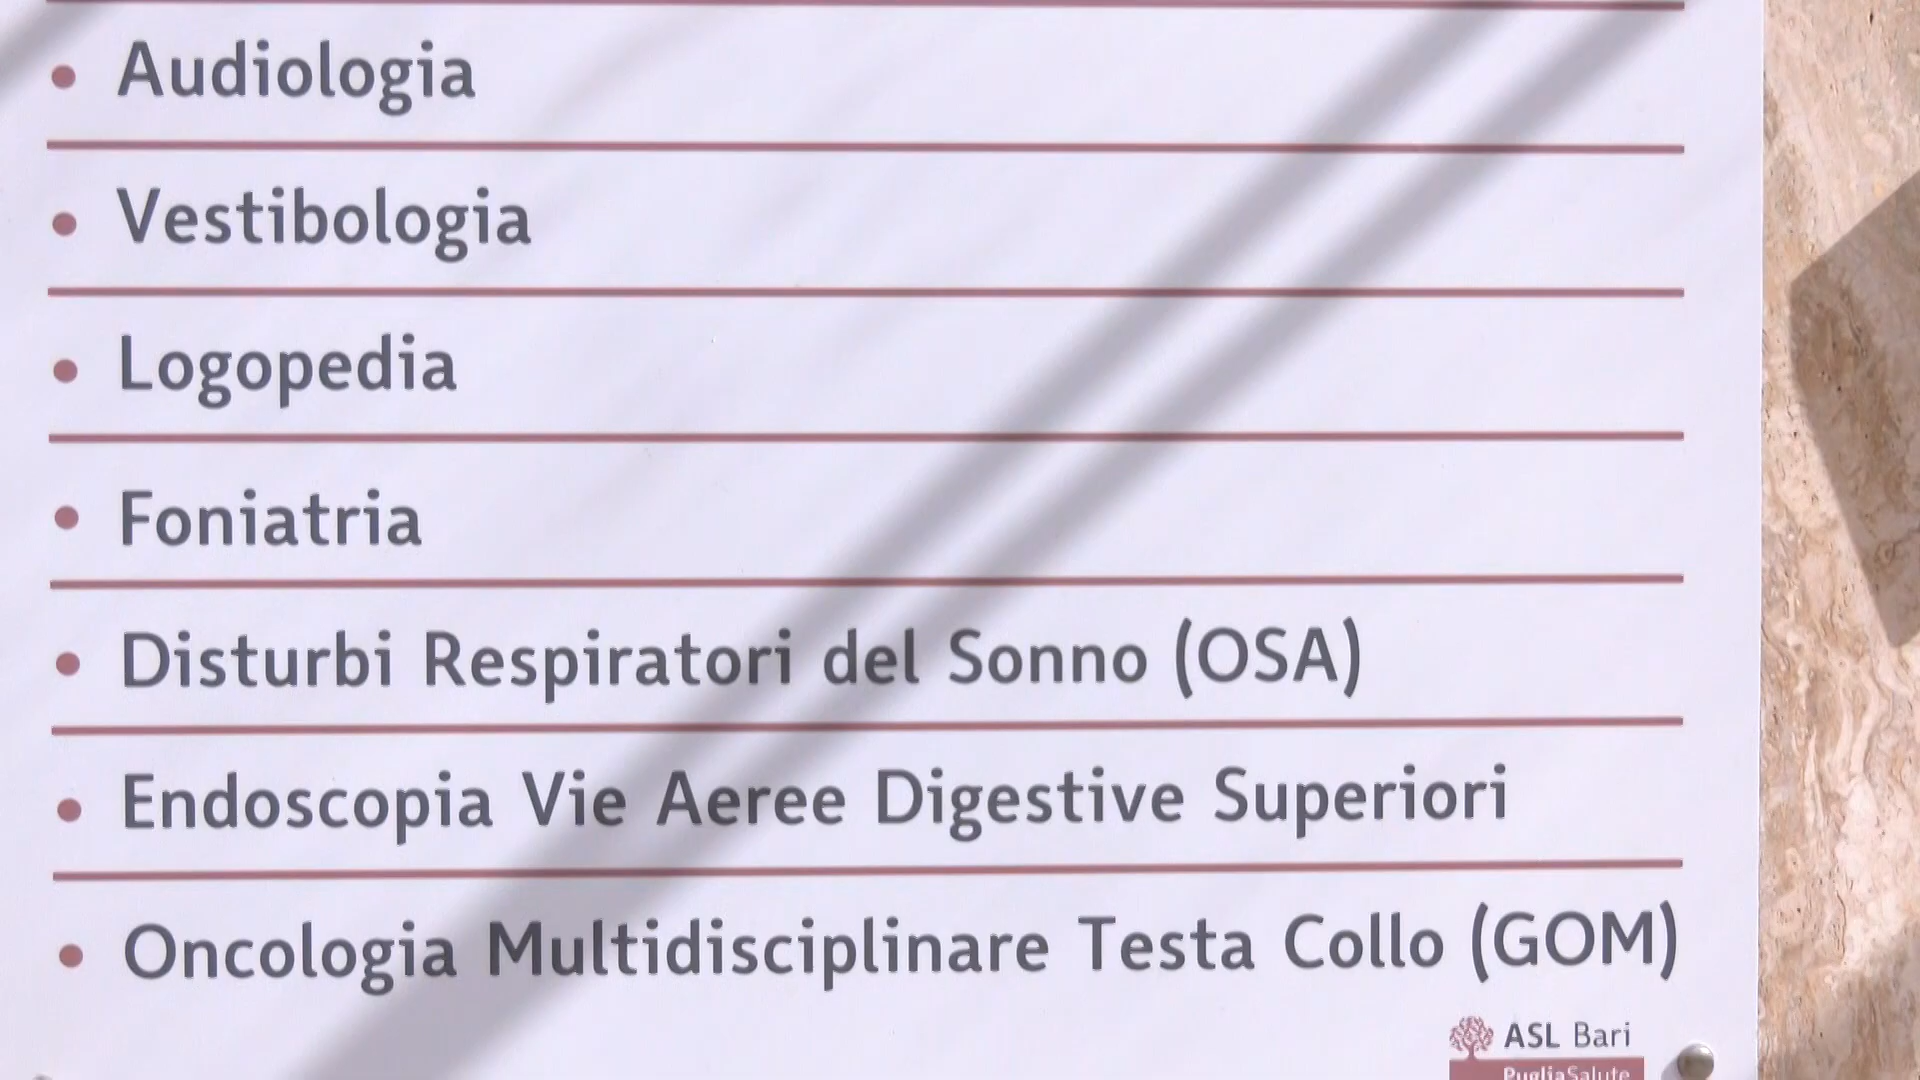 • Audiologia
• Vestibologia
• Logopedia
• Foniatria
• Disturbi Respiratori del Sonno (OSA)
• Endoscopia Vie Aeree Digestive Superiori
• Oncologia Multidisciplinare Testa Collo (GOM)
ASL Bari
PugliaSalute